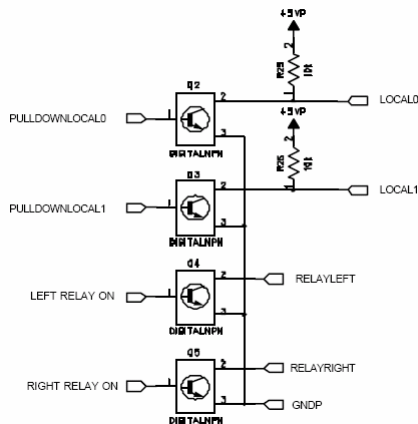 +5VP
2
R25
10k
1
Q2
2
LOCAL0
PULLDOWNLOCAL0
1
3
+5VP
DIGITALNPN
2
R26
10k
1
Q3
2
LOCAL1
PULLDOWNLOCAL1
1
3
DIGITALNPN
Q4
2
RELAYLEFT
LEFT RELAY ON
1
3
DIGITALNPN
Q5
2
RELAYRIGHT
RIGHT RELAY ON
1
3
GNDP
DIGITALNPN